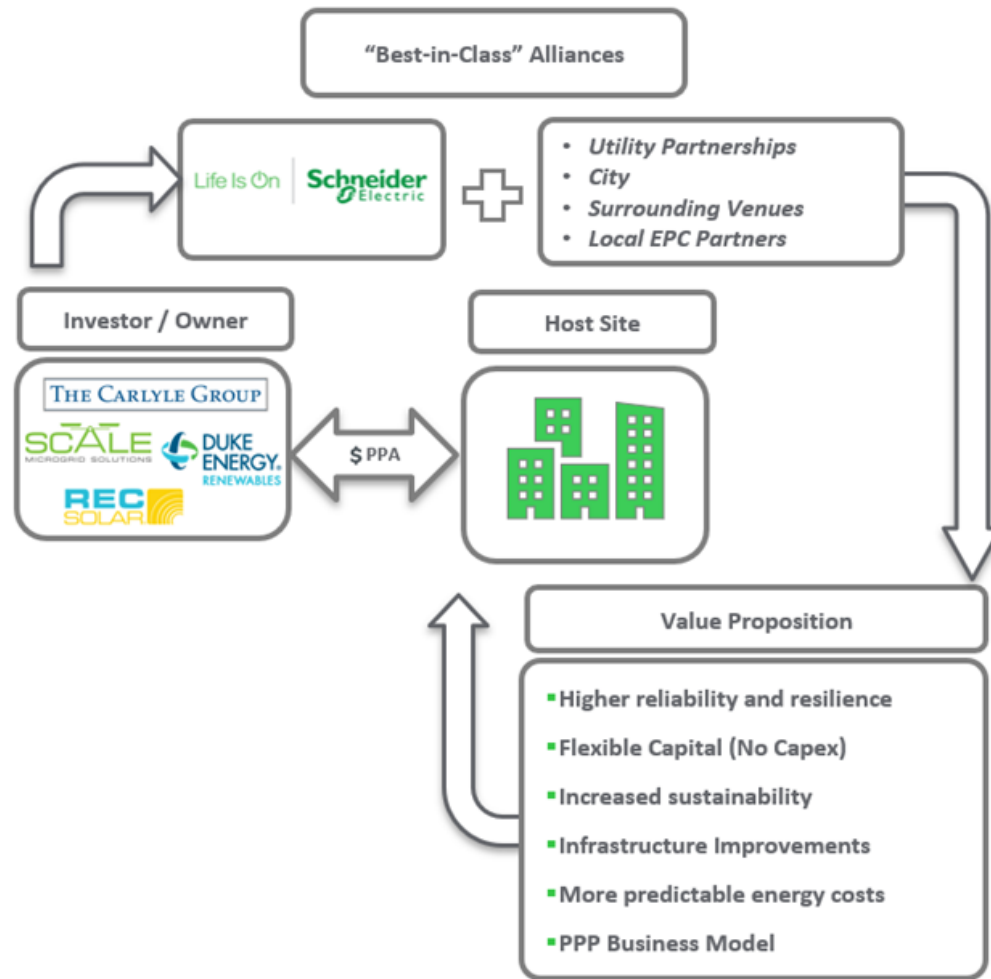 “Best-in-Class” Alliances
Life Is On
Schneider
Electric
• Utility Partnerships
• City
• Surrounding Venues
• Local EPC Partners
Investor / Owner
THE CARLYLE GROUP
SCALE
MICROGRID SOLUTIONS
DUKE
ENERGY®
RENEWABLES
REC
SOLAR
$ PPA
Host Site
Value Proposition
▪ Higher reliability and resilience
▪ Flexible Capital (No Capex)
▪ Increased sustainability
▪ Infrastructure Improvements
▪ More predictable energy costs
▪ PPP Business Model